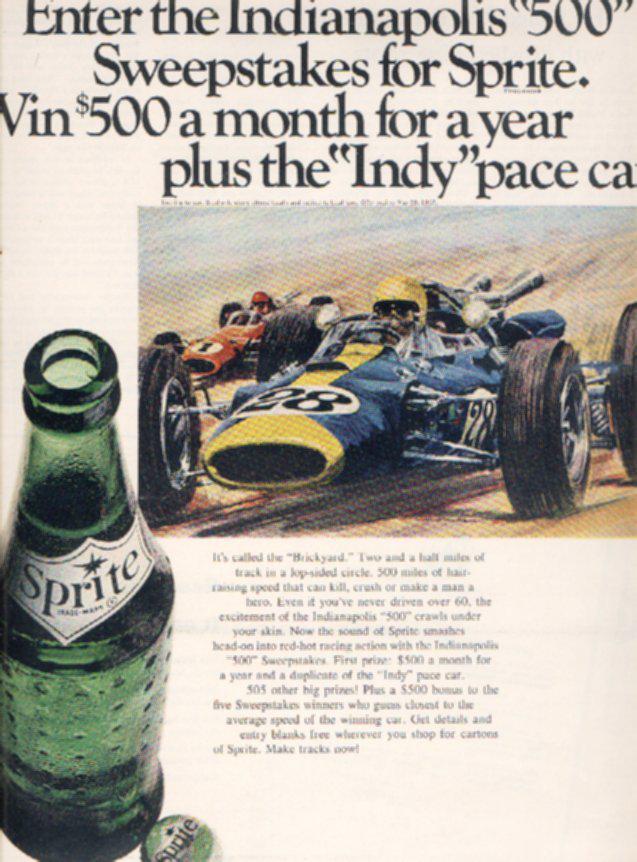 Enter the Indianapolis "500"
Sweepstakes for Sprite.
Win $500 a month for a year
plus the "Indy" pace ca
1
28
28
Sprite
TRADE-MARK ®
It's called the "Brickyard." Two and a half miles of
track in a lop-sided circle. 500 miles of hair-
raising speed that can kill, crush or make a man a
hero. Even if you've never driven over 60, the
excitement of the Indianapolis "500" crawls under
your skin. Now the sound of Sprite smashes
head-on into red-hot racing action with the Indianapolis
"500" Sweepstakes. First prize: $500 a month for
a year and a duplicate of the "Indy" pace car.
505 other big prizes! Plus a $500 bonus to the
five Sweepstakes winners who guess closest to the
average speed of the winning car. Get details and
entry blanks free wherever you shop for cartons
of Sprite. Make tracks now!
Sprite